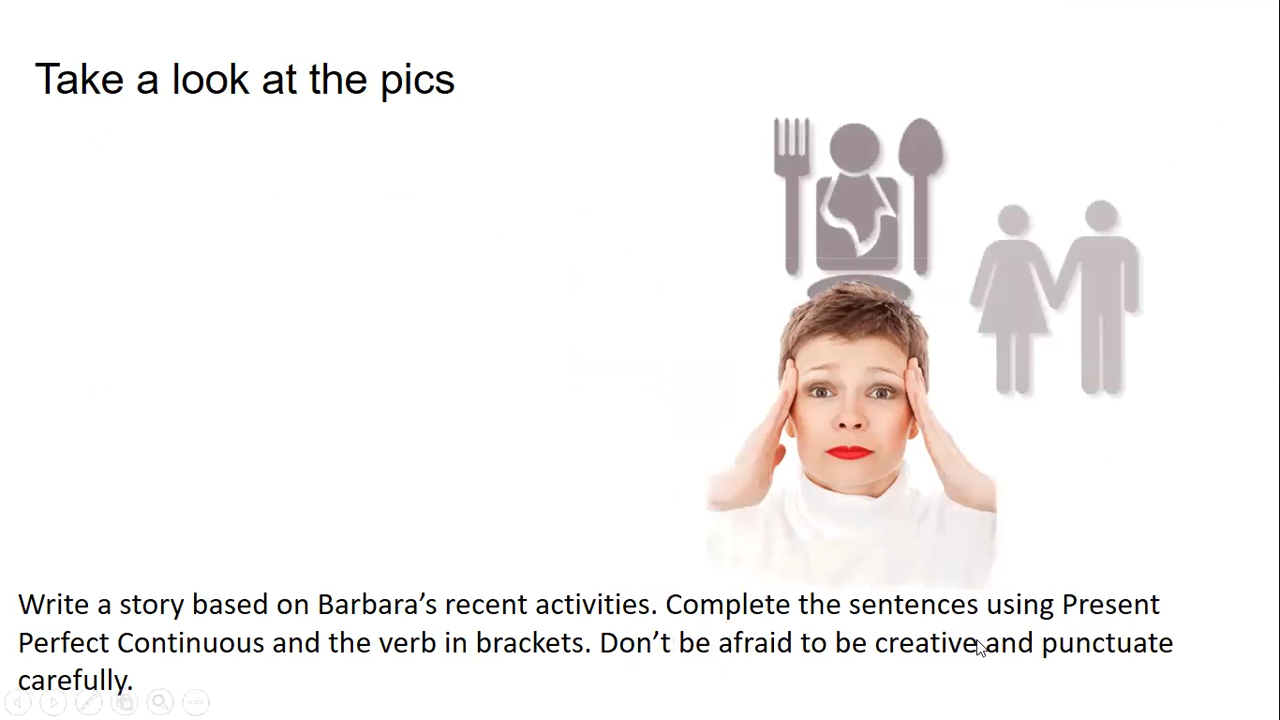 Take a look at the pics
Write a story based on Barbara’s recent activities. Complete the sentences using Present
Perfect Continuous and the verb in brackets. Don’t be afraid to be creative and punctuate
carefully.